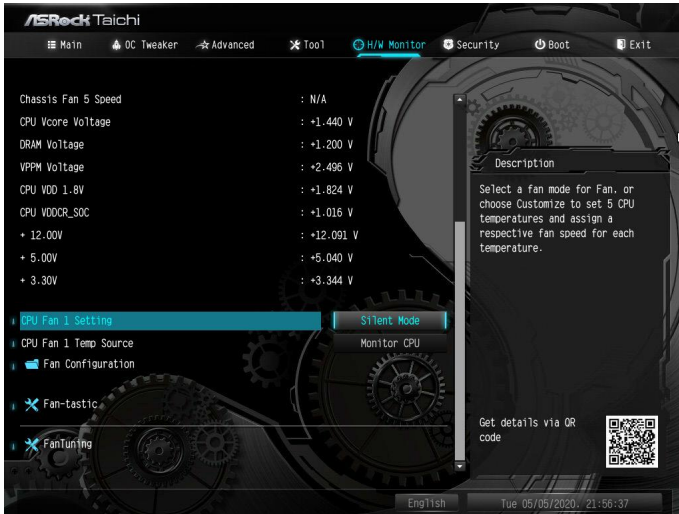 ASRock Taichi
Main OC Tweaker Advanced Tool H/W Monitor Security Boot Exit
Chassis Fan 5 Speed : N/A
CPU Vcore Voltage : +1.440 V
DRAM Voltage : +1.200 V
VPPM Voltage : +2.496 V
CPU VDD 1.8V : +1.824 V
CPU VDDCR_SOC : +1.016 V
+ 12.00V : +12.091 V
+ 5.00V : +5.040 V
+ 3.30V : +3.344 V
CPU Fan 1 Setting Silent Mode
CPU Fan 1 Temp Source Monitor CPU
Fan Configuration
Fan-tastic
FanTuning
Description
Select a fan mode for Fan, or
choose Customize to set 5 CPU
temperatures and assign a
respective fan speed for each
temperature.
Get details via QR
code
English
Tue 05/05/2020. 21:56:37